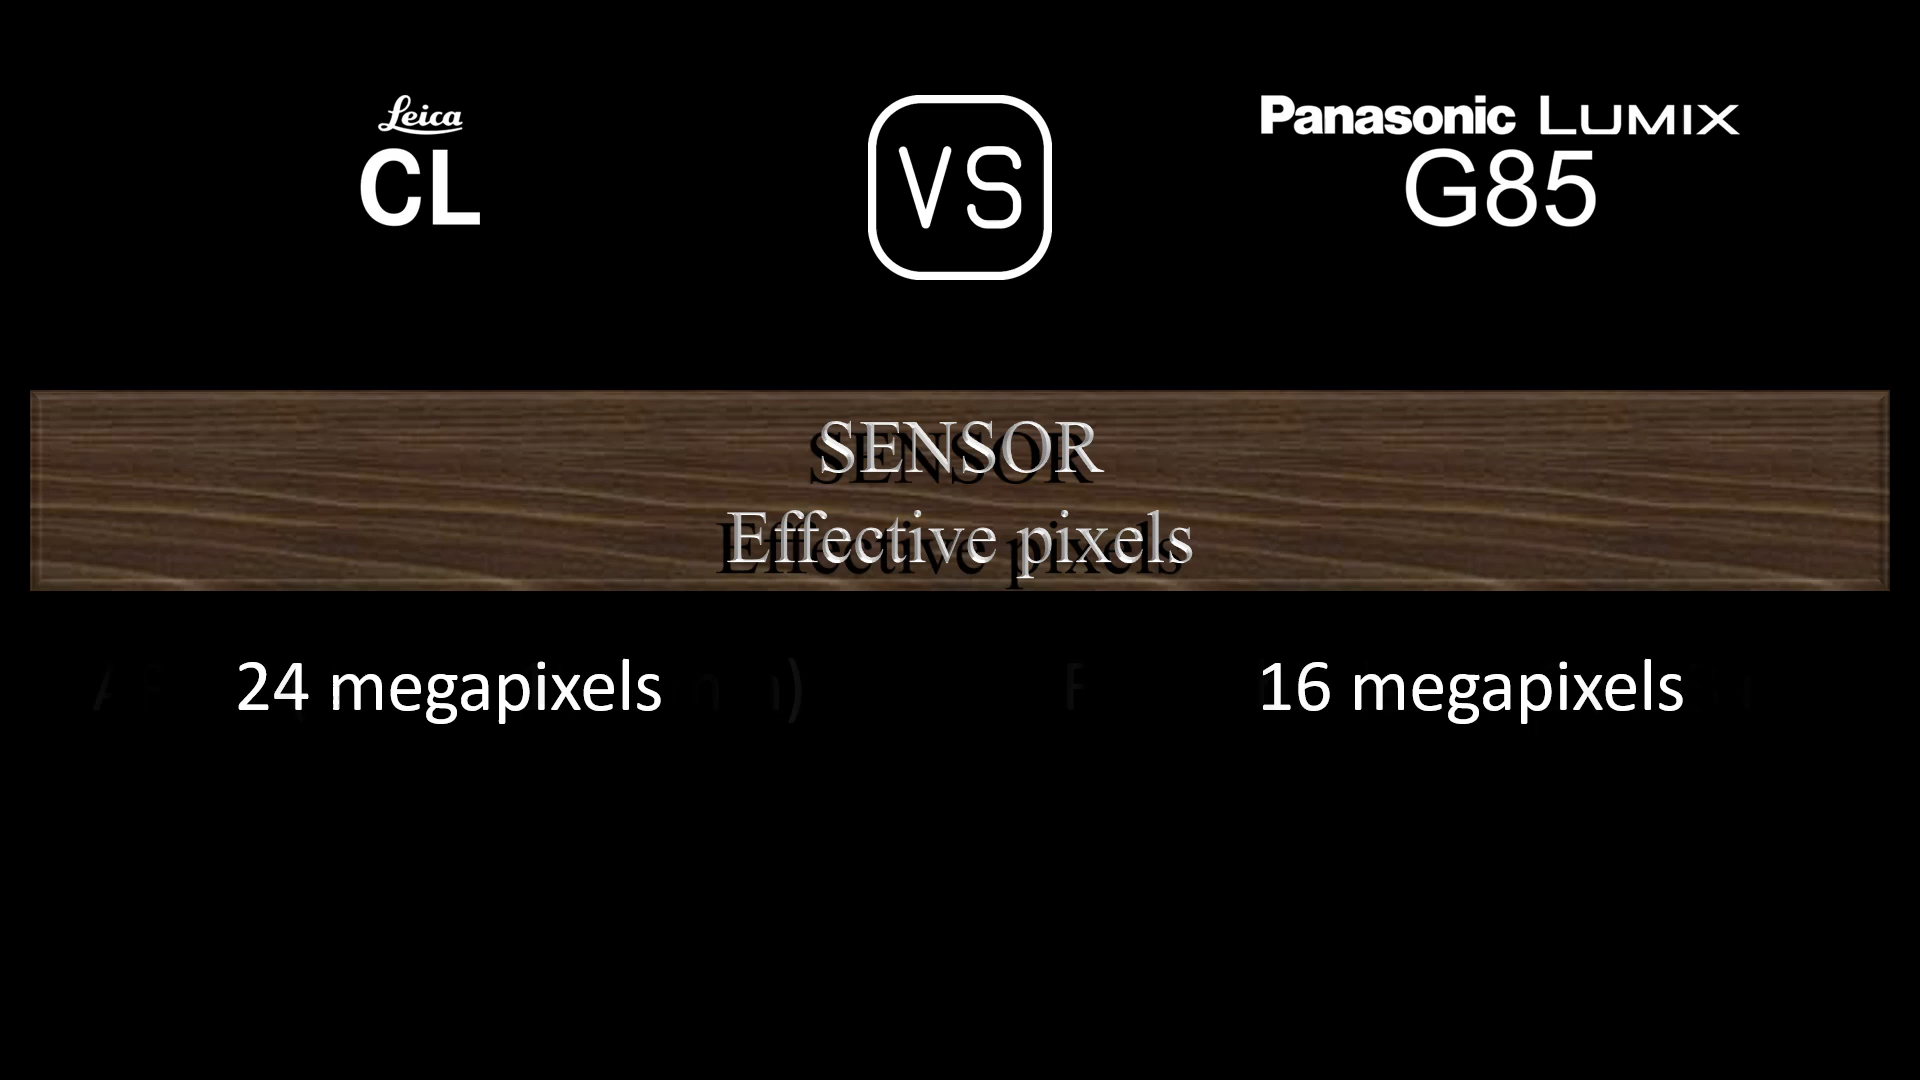 Leica
CL
VS
Panasonic LUMIX
G85
SENSOR
Effective pixels
24 megapixels
16 megapixels